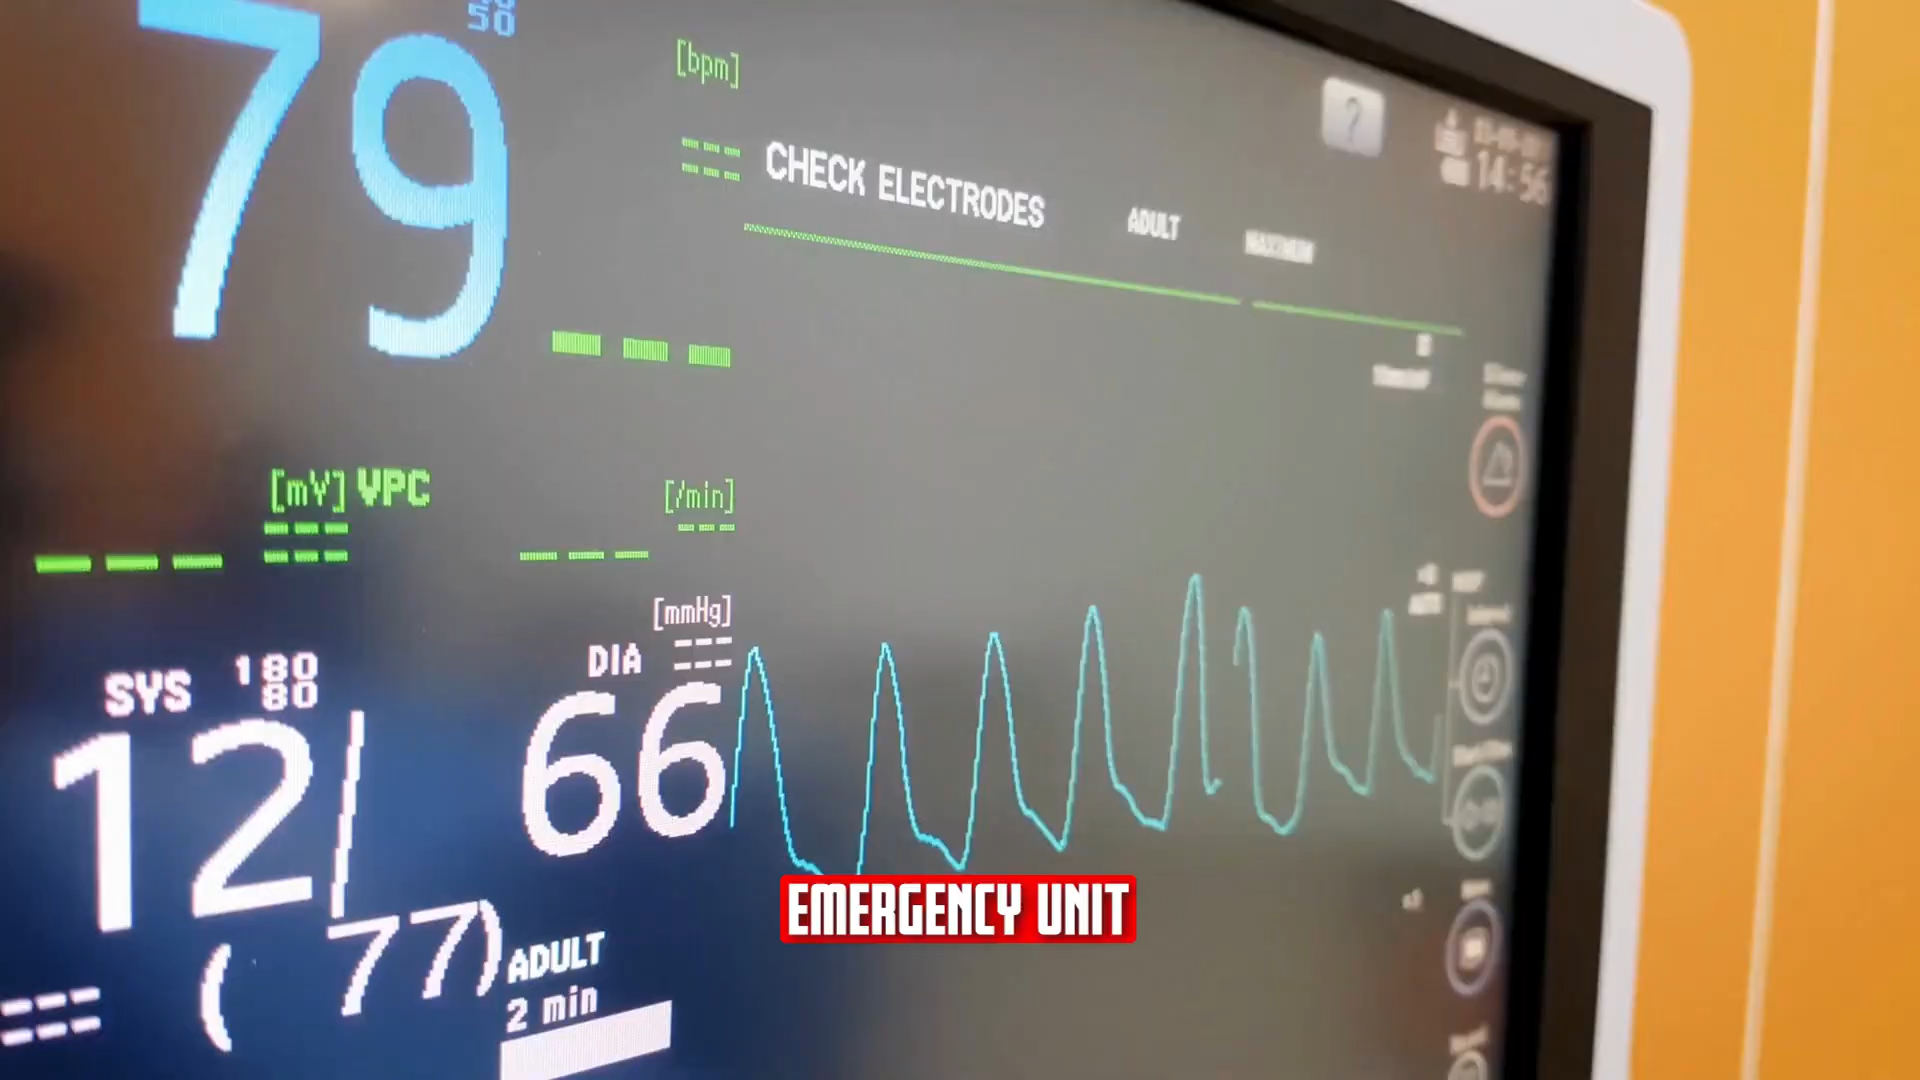 50
79
[bpm]
?
14:56
CHECK ELECTRODES
ADULT
MAXIMUM
[mV] VPC
[/min]
[mmHg]
SYS
180
80
DIA
12/
66
(77)
ADULT
2 min
EMERGENCY UNIT